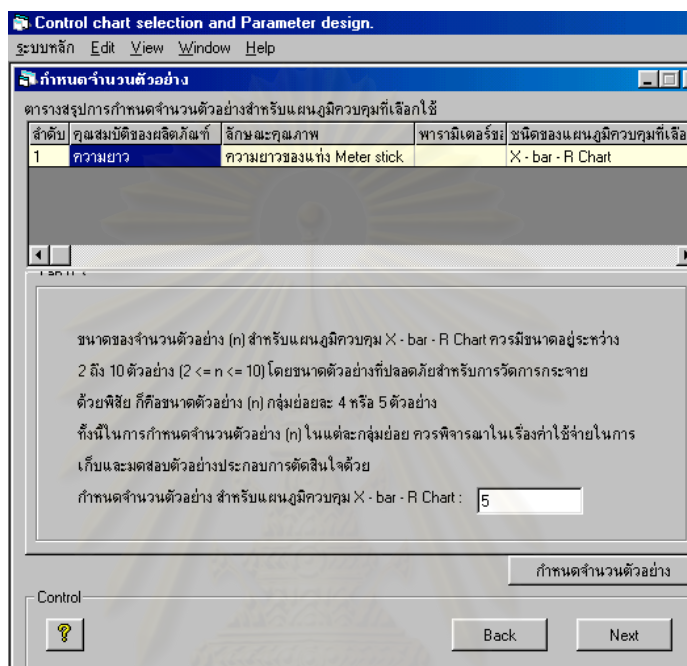 Control chart selection and Parameter design.
ระบบหลัก Edit View Window Help
กำหนดจำนวนตัวอย่าง
ตารางสรุปการกำหนดจำนวนตัวอย่างสำหรับแผนภูมิควบคุมที่เลือกใช้
ลำดับ คุณสมบัติของผลิตภัณฑ์ ลักษณะคุณภาพ พารามิเตอร์ของ ชนิดของแผนภูมิควบคุมที่เลือ
1 ความยาว ความยาวของแท่ง Meter stick X - bar - R Chart
ขนาดของจำนวนตัวอย่าง (n) สำหรับแผนภูมิควบคุม X - bar - R Chart ควรมีขนาดอยู่ระหว่าง
2 ถึง 10 ตัวอย่าง (2 <= n <= 10) โดยขนาดตัวอย่างที่ปลอดภัยสำหรับการวัดการกระจาย
ด้วยพิสัย ก็คือขนาดตัวอย่าง (n) กลุ่มย่อยละ 4 หรือ 5 ตัวอย่าง
ทั้งนี้ในการกำหนดจำนวนตัวอย่าง (n) ในแต่ละกลุ่มย่อย ควรพิจารณาในเรื่องค่าใช้จ่ายในการ
เก็บและทดสอบตัวอย่างประกอบการตัดสินใจด้วย
กำหนดจำนวนตัวอย่าง สำหรับแผนภูมิควบคุม X - bar - R Chart : 5
กำหนดจำนวนตัวอย่าง
Control
? Back Next